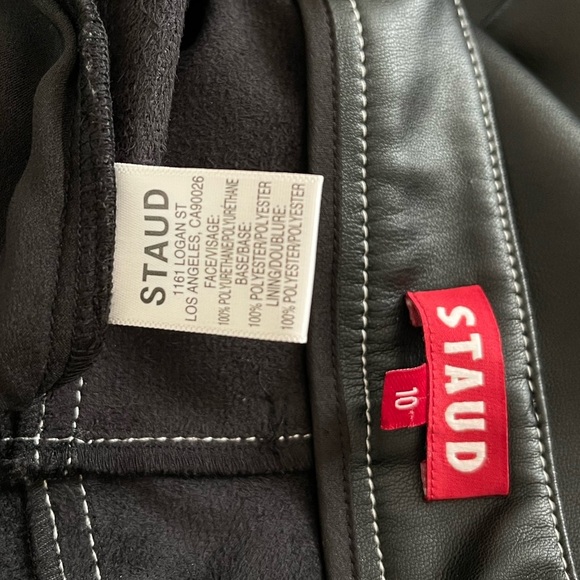 STAUD
1161 LOGAN ST
LOS ANGELES, CA90026
FACE/VISAGE:
100% POLYURETHANE/POLYURÉTHANE
BASE/BASE:
100% POLYESTER/POLYESTER
LINING/DOUBLURE:
100% POLYESTER/POLYESTER
STAUD
10